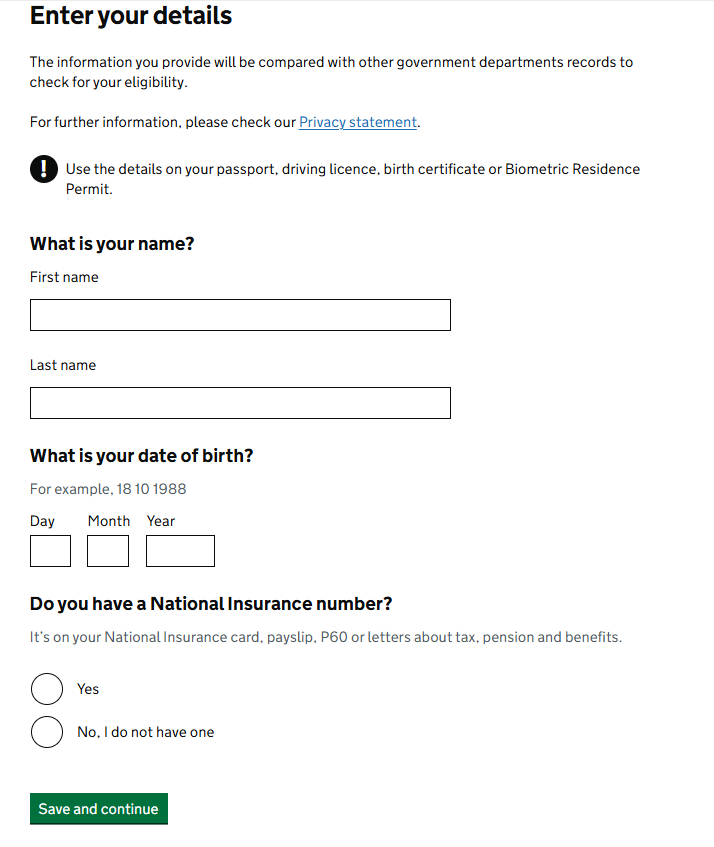 Enter your details
The information you provide will be compared with other government departments records to
check for your eligibility.
For further information, please check our Privacy statement.
! Use the details on your passport, driving licence, birth certificate or Biometric Residence
Permit.
What is your name?
First name
Last name
What is your date of birth?
For example, 18 10 1988
Day Month Year
Do you have a National Insurance number?
It’s on your National Insurance card, payslip, P60 or letters about tax, pension and benefits.
Yes
No, I do not have one
Save and continue